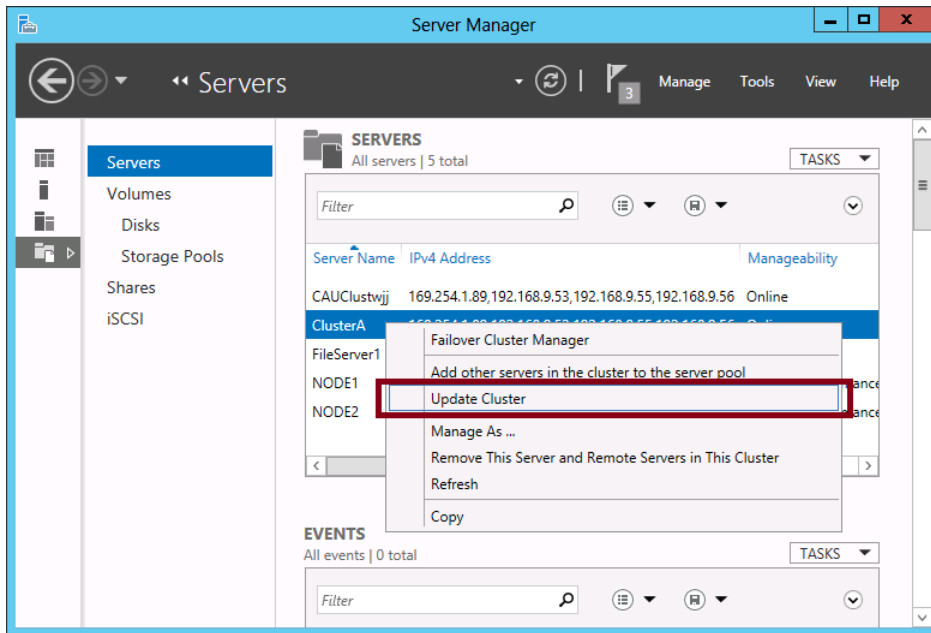 Server Manager
Servers
3
Manage Tools View Help
Servers
Volumes
Disks
Storage Pools
Shares
iSCSI
SERVERS
All servers | 5 total
TASKS
Filter
Server Name IPv4 Address Manageability
CAUClustwjj 169.254.1.89,192.168.9.53,192.168.9.55,192.168.9.56 Online
ClusterA
FileServer1
NODE1
NODE2
Failover Cluster Manager
Add other servers in the cluster to the server pool
Update Cluster
Manage As ...
Remove This Server and Remote Servers in This Cluster
Refresh
Copy
EVENTS
All events | 0 total
TASKS
Filter